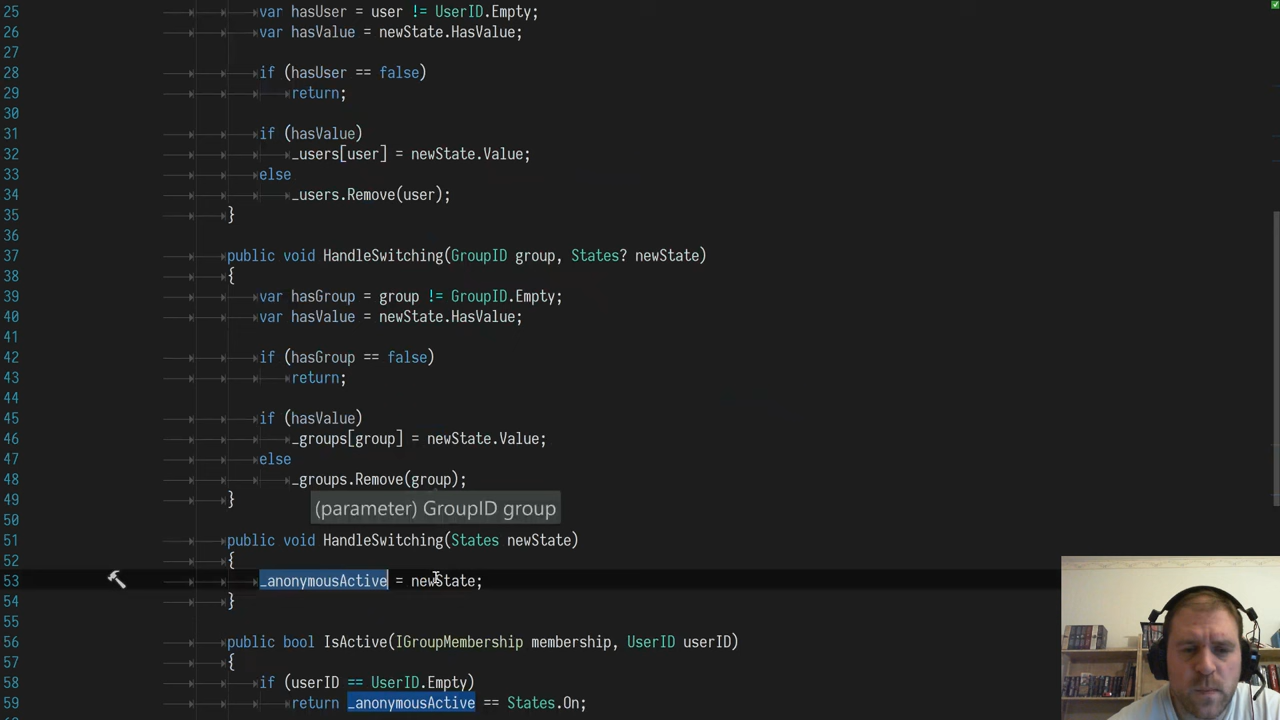 25 var hasUser = user != UserID.Empty;
26 var hasValue = newState.HasValue;
27
28 if (hasUser == false)
29 return;
30
31 if (hasValue)
32 _users[user] = newState.Value;
33 else
34 _users.Remove(user);
35 }
36
37 public void HandleSwitching(GroupID group, States? newState)
38 {
39 var hasGroup = group != GroupID.Empty;
40 var hasValue = newState.HasValue;
41
42 if (hasGroup == false)
43 return;
44
45 if (hasValue)
46 _groups[group] = newState.Value;
47 else
48 _groups.Remove(group);
49 }
(parameter) GroupID group
50
51 public void HandleSwitching(States newState)
52 {
53 _anonymousActive = newState;
54 }
55
56 public bool IsActive(IGroupMembership membership, UserID userID)
57 {
58 if (userID == UserID.Empty)
59 return _anonymousActive == States.On;